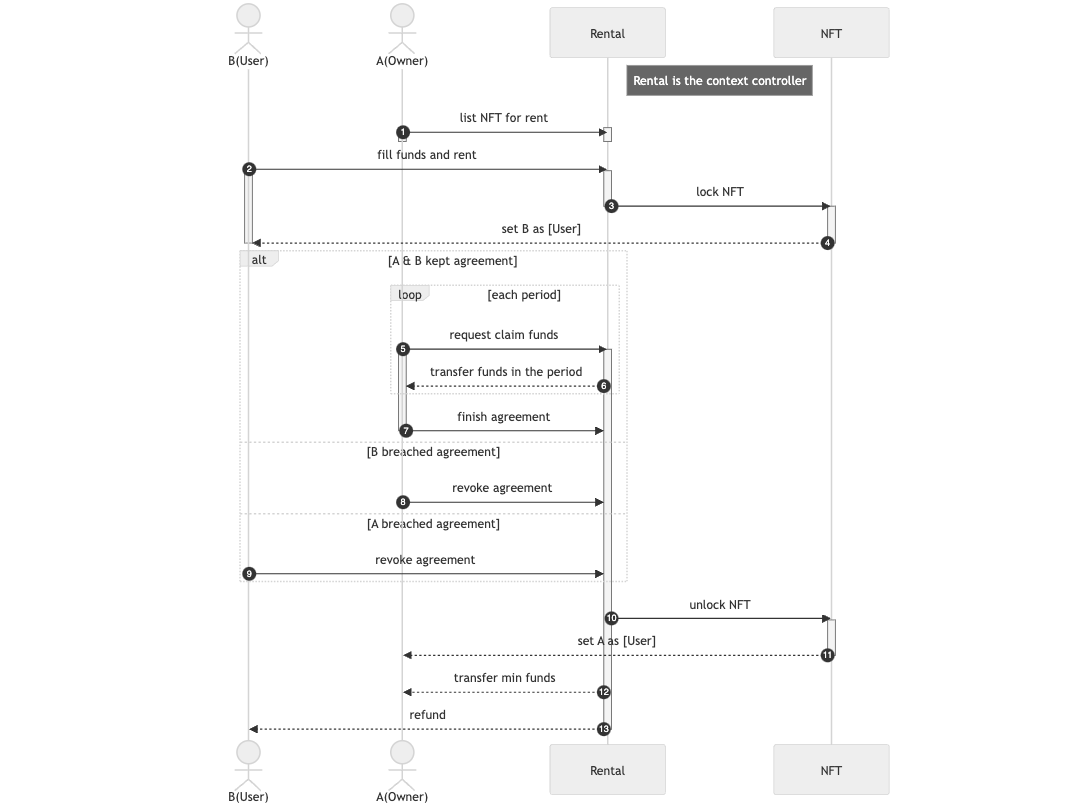 B(User)
A(Owner)
Rental
NFT
Rental is the context controller
list NFT for rent
1
fill funds and rent
2
lock NFT
3
set B as [User]
4
alt
[A & B kept agreement]
loop
[each period]
request claim funds
5
transfer funds in the period
6
finish agreement
7
[B breached agreement]
revoke agreement
8
[A breached agreement]
revoke agreement
9
unlock NFT
10
set A as [User]
11
transfer min funds
12
refund
13
B(User)
A(Owner)
Rental
NFT